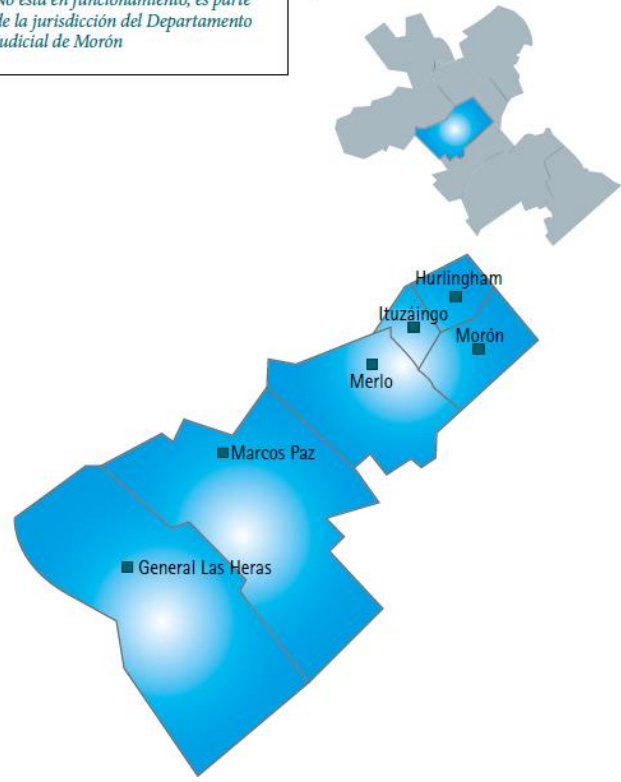 No está en funcionamiento, es parte
de la jurisdicción del Departamento
Judicial de Morón
Hurlingham
Ituzáingo
Morón
Merlo
Marcos Paz
General Las Heras